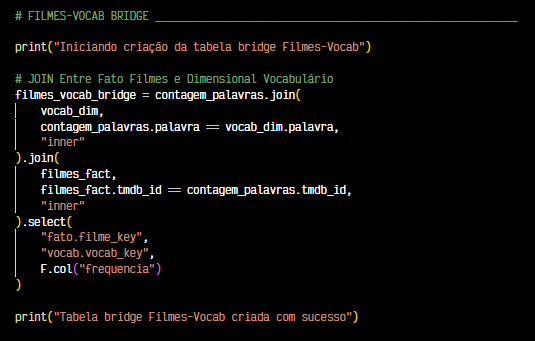 # FILMES-VOCAB BRIDGE ______________________________________________________
print("Iniciando criação da tabela bridge Filmes-Vocab")
# JOIN Entre Fato Filmes e Dimensional Vocabulário
filmes_vocab_bridge = contagem_palavras.join(
    vocab_dim,
    contagem_palavras.palavra == vocab_dim.palavra,
    "inner"
).join(
    filmes_fact,
    filmes_fact.tmdb_id == contagem_palavras.tmdb_id,
    "inner"
).select(
    "fato.filme_key",
    "vocab.vocab_key",
    F.col("frequencia")
)
print("Tabela bridge Filmes-Vocab criada com sucesso")